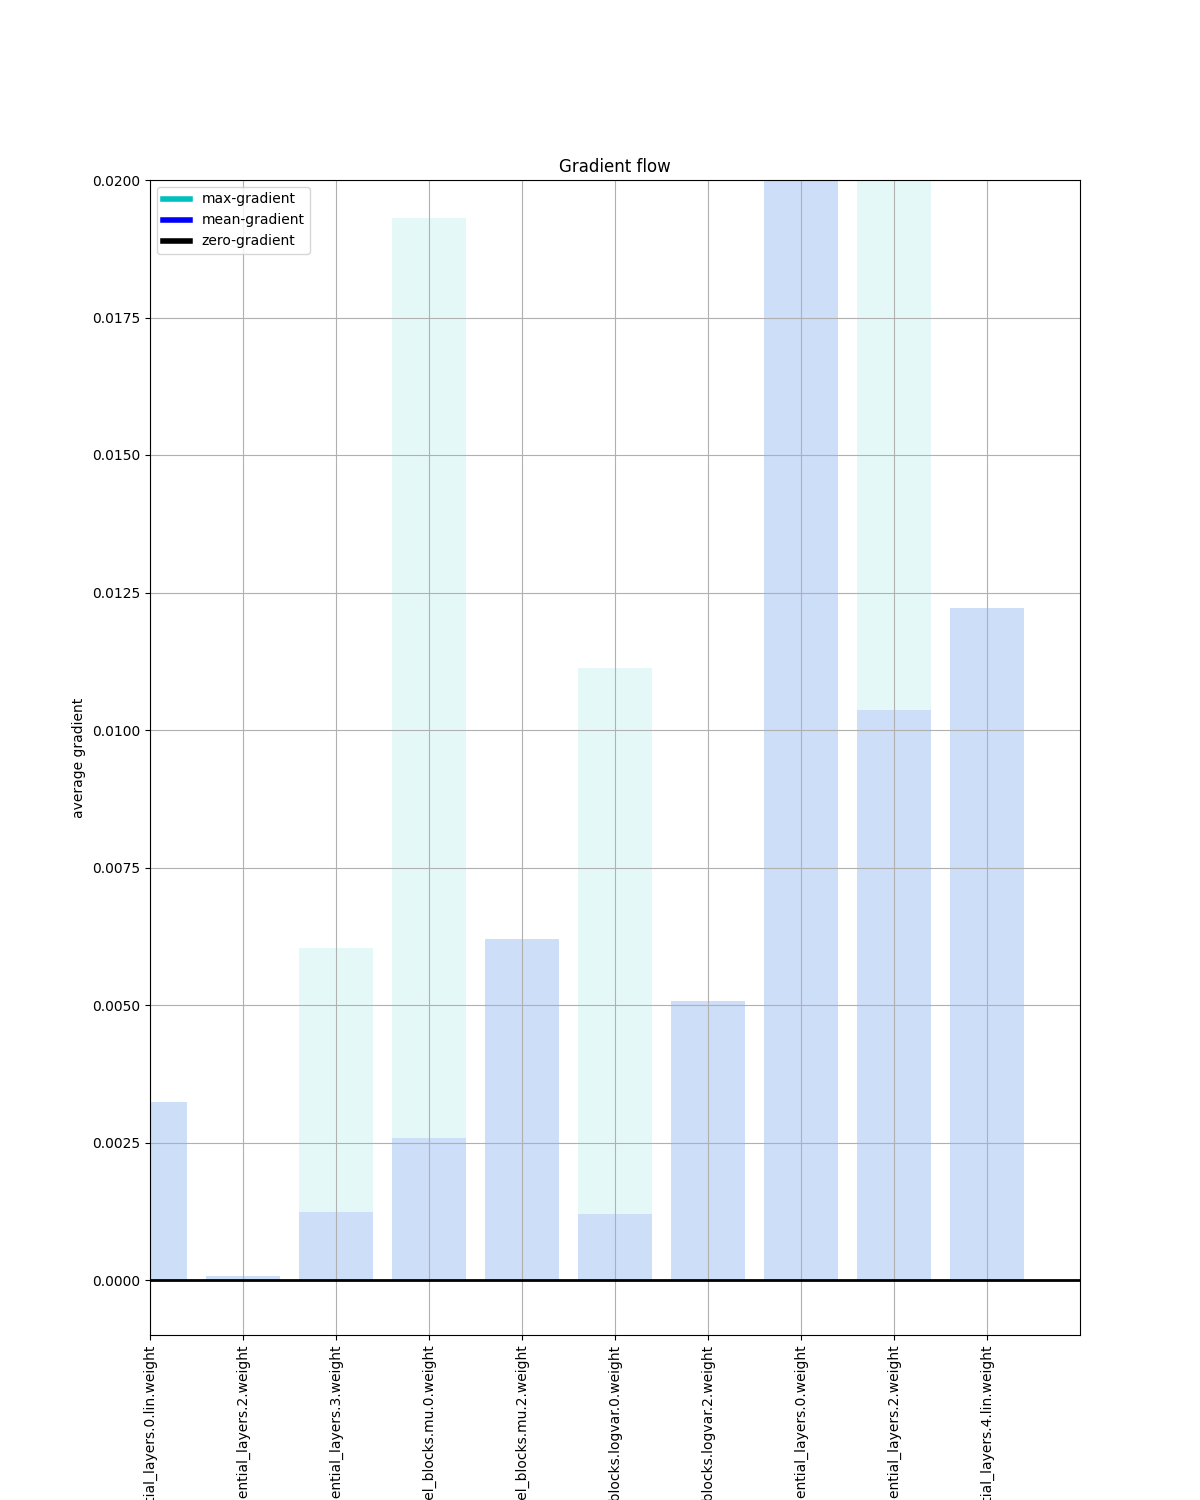 Gradient flow
max-gradient
mean-gradient
zero-gradient
0.0200
0.0175
0.0150
0.0125
0.0100
0.0075
0.0050
0.0025
0.0000
average gradient
tial_layers.0.lin.weight
ential_layers.2.weight
ential_layers.3.weight
el_blocks.mu.0.weight
el_blocks.mu.2.weight
blocks.logvar.0.weight
blocks.logvar.2.weight
ential_layers.0.weight
ential_layers.2.weight
tial_layers.4.lin.weight